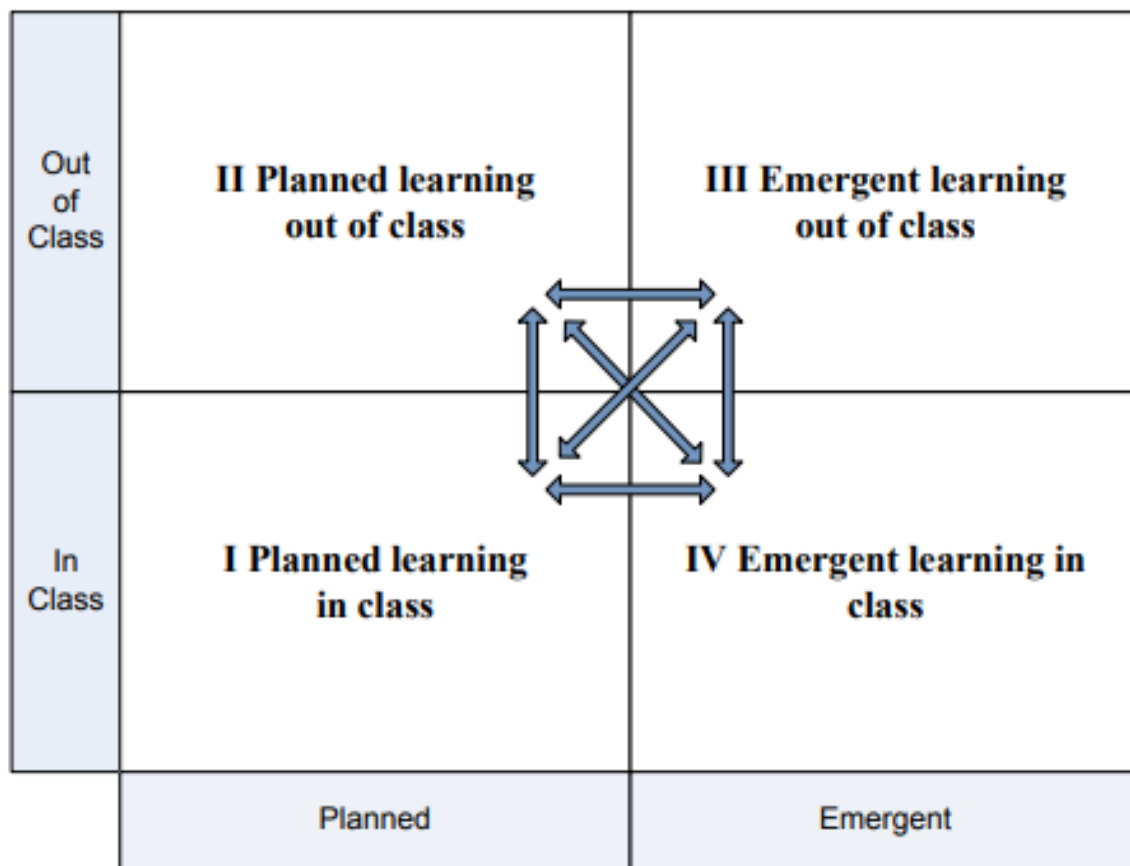 Out
of
Class
II Planned learning
out of class
III Emergent learning
out of class
In
Class
I Planned learning
in class
IV Emergent learning in
class
Planned
Emergent